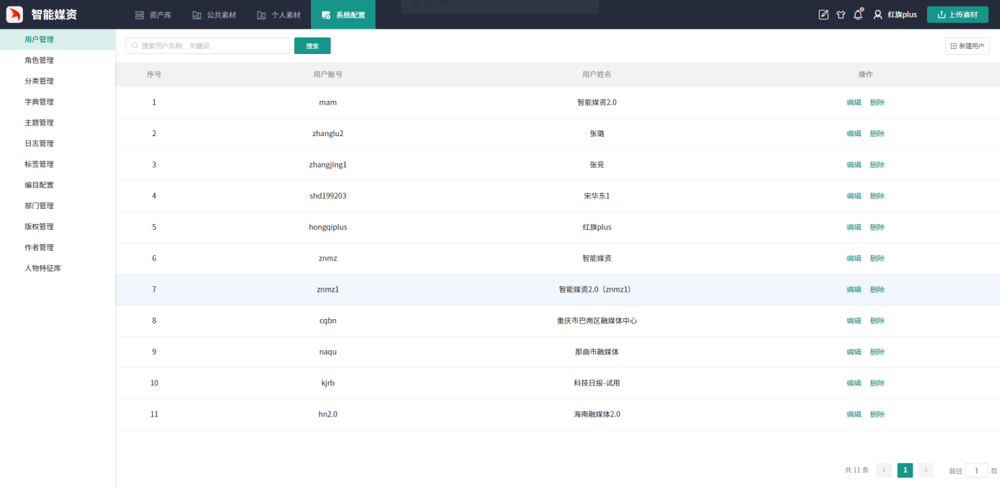 智能媒资
资产库 公共素材 个人素材 系统配置
红旗plus 上传素材
用户管理
角色管理
分类管理
字典管理
主题管理
日志管理
标签管理
编目配置
部门管理
版权管理
作者管理
人物特征库
搜索用户名称、关键词 搜索 新建用户
序号 用户账号 用户姓名 操作
1 mam 智能媒资2.0 编辑 删除
2 zhanglu2 张璐 编辑 删除
3 zhangjing1 张竞 编辑 删除
4 shd199203 宋华东1 编辑 删除
5 hongqiplus 红旗plus 编辑 删除
6 znmz 智能媒资 编辑 删除
7 znmz1 智能媒资2.0（znmz1） 编辑 删除
8 cqbn 重庆市巴南区融媒体中心 编辑 删除
9 naqu 那曲市融媒体 编辑 删除
10 kjrb 科技日报-试用 编辑 删除
11 hn2.0 海南融媒体2.0 编辑 删除
共 11 条 1 前往 1 页